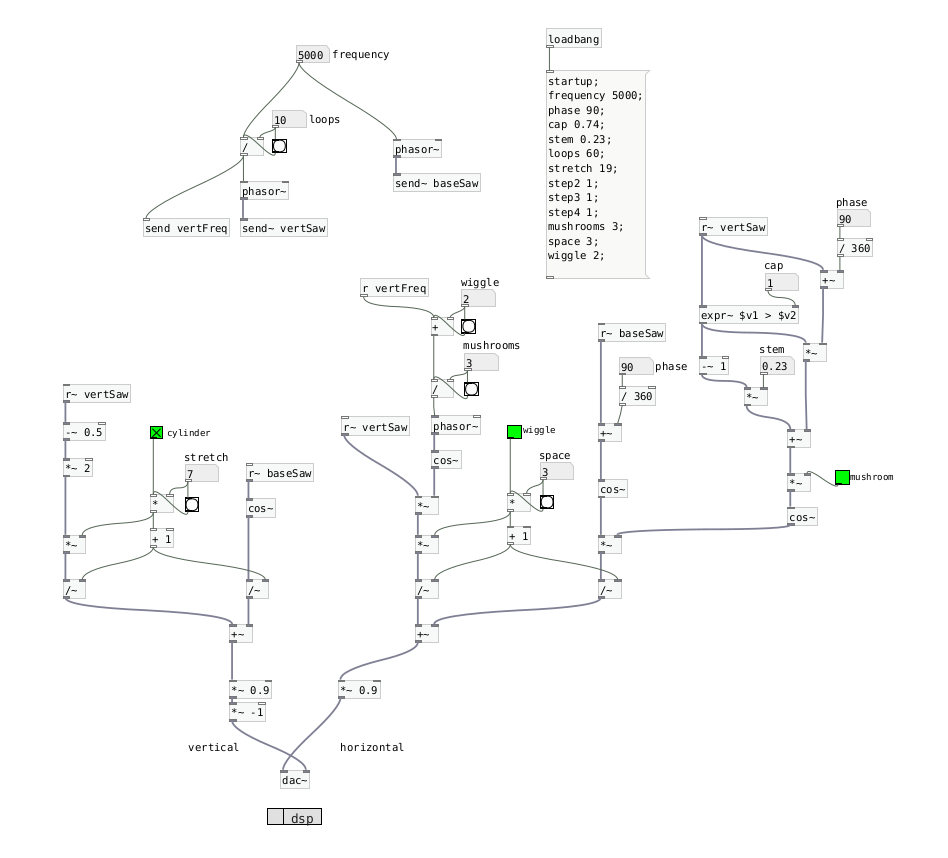 5000 frequency
10 loops
/
phasor~
phasor~
send~ baseSaw
send vertFreq
send~ vertSaw
loadbang
startup;
frequency 5000;
phase 90;
cap 0.74;
stem 0.23;
loops 60;
stretch 19;
step2 1;
step3 1;
step4 1;
mushrooms 3;
space 3;
wiggle 2;
phase
90
r~ vertSaw
/ 360
+~
cap
1
expr~ $v1 > $v2
*~
stem
-~ 1
0.23
*~
+~
*~
mushroom
cos~
r vertFreq
wiggle
2
+
mushrooms
3
/
r~ vertSaw
phasor~
cos~
*~
wiggle
space
3
*
+ 1
*~
/~
+~
r~ baseSaw
90 phase
/ 360
+~
cos~
*~
/~
r~ vertSaw
-~ 0.5
*~ 2
cylinder
stretch
7
*
+ 1
r~ baseSaw
cos~
*~
/~
/~
+~
*~ 0.9
*~ -1
*~ 0.9
vertical
horizontal
dac~
dsp